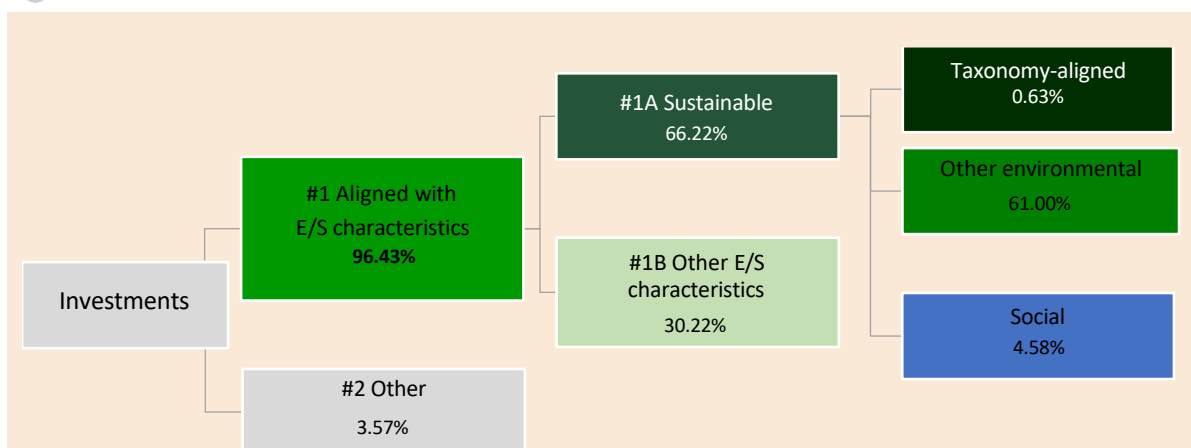 Investments
#1 Aligned with
E/S characteristics
96.43%
#2 Other
3.57%
#1A Sustainable
66.22%
#1B Other E/S
characteristics
30.22%
Taxonomy-aligned
0.63%
Other environmental
61.00%
Social
4.58%